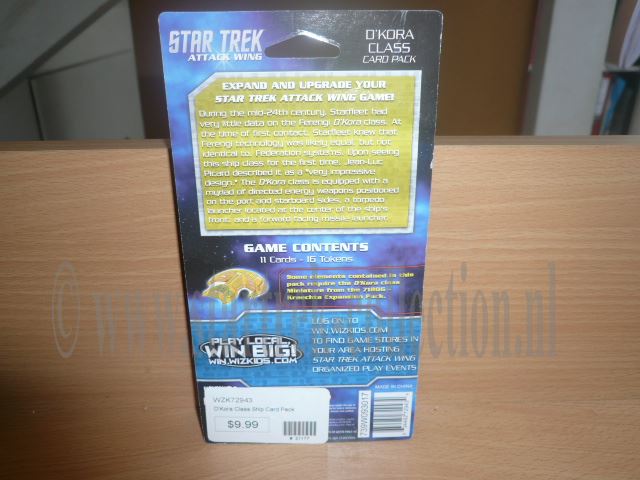 STAR TREK
ATTACK WING
D'KORA
CLASS
CARD PACK
EXPAND AND UPGRADE YOUR
STAR TREK ATTACK WING GAME!
During the mid-24th century, Starfleet had
very little data on the Ferengi D'Kora class. At
the time of first contact, Starfleet knew that
Ferengi technology was likely equal, but not
identical to, Federation systems. Upon seeing
this ship class for the first time, Jean-Luc
Picard described it as a "very impressive
design." The D'Kora class is equipped with a
myriad of directed energy weapons positioned
on the port and starboard sides, a torpedo
launcher located at the center of the ship's
front, and a forward facing missile launcher.
GAME CONTENTS
11 Cards - 16 Tokens
Some elements contained in this
pack require the D'Kora class
Miniature from the 71806 -
Kreechta Expansion Pack.
PLAY LOCAL,
WIN BIG!
WIN.WIZKIDS.COM
LOG ON TO
WIN.WIZKIDS.COM
TO FIND GAME STORES IN
YOUR AREA HOSTING
STAR TREK ATTACK WING
ORGANIZED PLAY EVENTS
MADE IN CHINA
WZK72943
D'Kora Class Ship Card Pack
$9.99